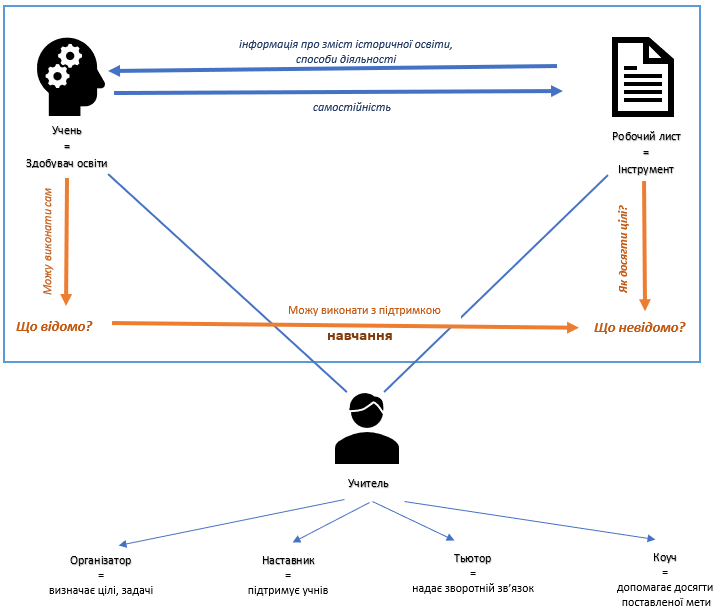 інформація про зміст історичної освіти,
способи діяльності
самостійність
Учень
=
Здобувач освіти
Робочий лист
=
Інструмент
Можу виконати сам
Як досягти цілі?
Що відомо?
Можу виконати з підтримкою
навчання
Що невідомо?
Учитель
Організатор
=
визначає цілі, задачі
Наставник
=
підтримує учнів
Тьютор
=
надає зворотній зв’язок
Коуч
=
допомагає досягти
поставленої мети